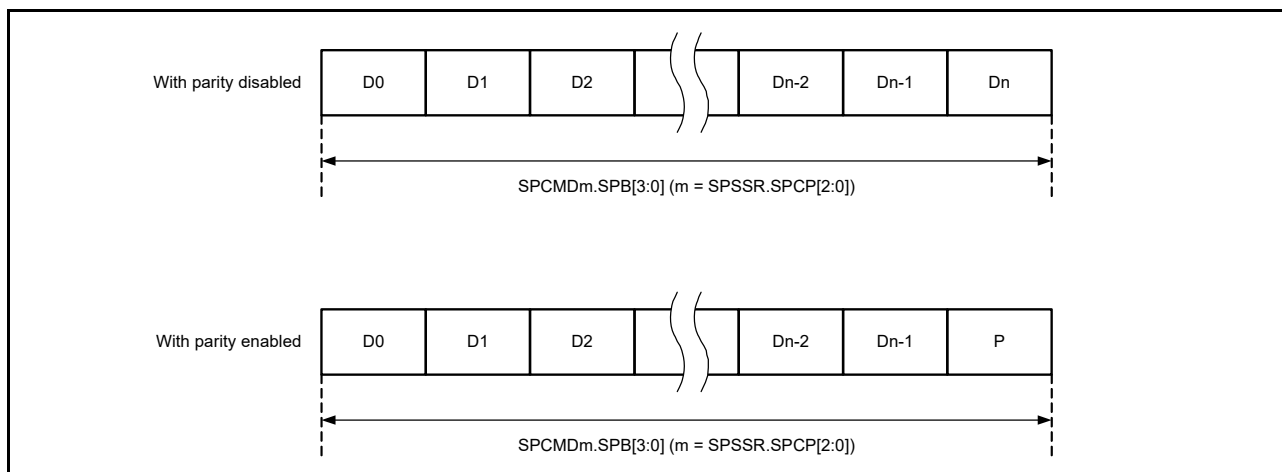 With parity disabled D0 D1 D2 Dn-2 Dn-1 Dn
SPCMDm.SPB[3:0] (m = SPSSR.SPCP[2:0])
With parity enabled D0 D1 D2 Dn-2 Dn-1 P
SPCMDm.SPB[3:0] (m = SPSSR.SPCP[2:0])